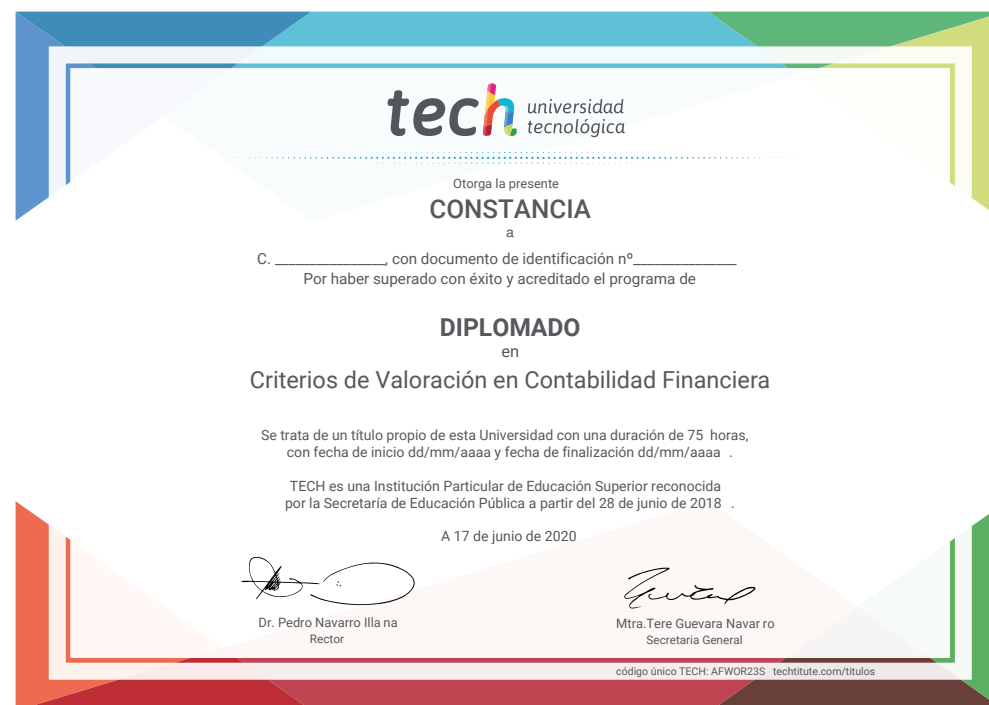 tech universidad
tecnológica
Otorga la presente
CONSTANCIA
a
C. ________________, con documento de identificación nº_______________
Por haber superado con éxito y acreditado el programa de
DIPLOMADO
en
Criterios de Valoración en Contabilidad Financiera
Se trata de un título propio de esta Universidad con una duración de 75 horas,
con fecha de inicio dd/mm/aaaa y fecha de finalización dd/mm/aaaa .
TECH es una Institución Particular de Educación Superior reconocida
por la Secretaría de Educación Pública a partir del 28 de junio de 2018 .
A 17 de junio de 2020
Dr. Pedro Navarro Illa na
Rector
Mtra.Tere Guevara Navar ro
Secretaria General
código único TECH: AFWOR23S techtitute.com/titulos